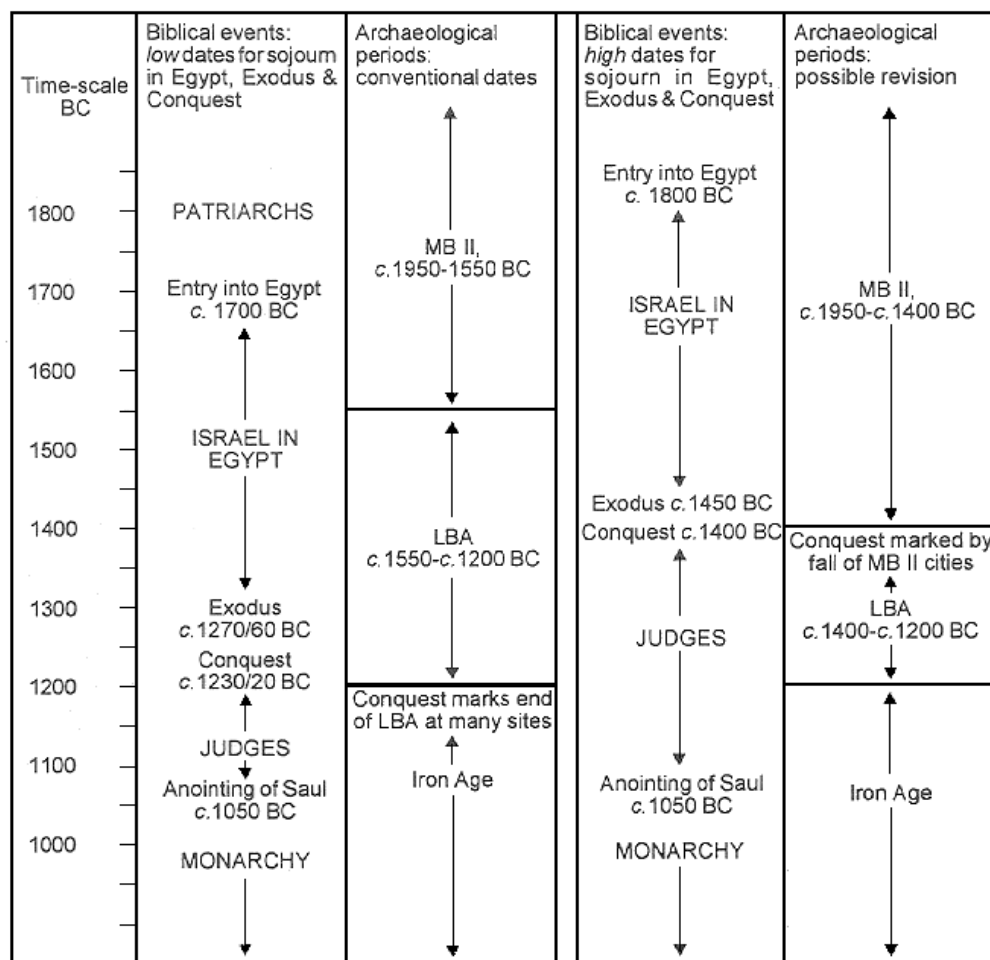 Time-scale
BC
1800
1700
1600
1500
1400
1300
1200
1100
1000
Biblical events:
low dates for sojourn
in Egypt, Exodus &
Conquest
PATRIARCHS
Entry into Egypt
c. 1700 BC
ISRAEL IN
EGYPT
Exodus
c.1270/60 BC
Conquest
c.1230/20 BC
JUDGES
Anointing of Saul
c.1050 BC
MONARCHY
Archaeological
periods:
conventional dates
MB II,
c.1950-1550 BC
LBA
c.1550-c.1200 BC
Conquest marks end
of LBA at many sites
Iron Age
Biblical events:
high dates for
sojourn in Egypt,
Exodus & Conquest
Entry into Egypt
c. 1800 BC
ISRAEL IN
EGYPT
Exodus c.1450 BC
Conquest c.1400 BC
JUDGES
Anointing of Saul
c.1050 BC
MONARCHY
Archaeological
periods:
possible revision
MB II,
c.1950-c.1400 BC
Conquest marked by
fall of MB II cities
LBA
c.1400-c.1200 BC
Iron Age